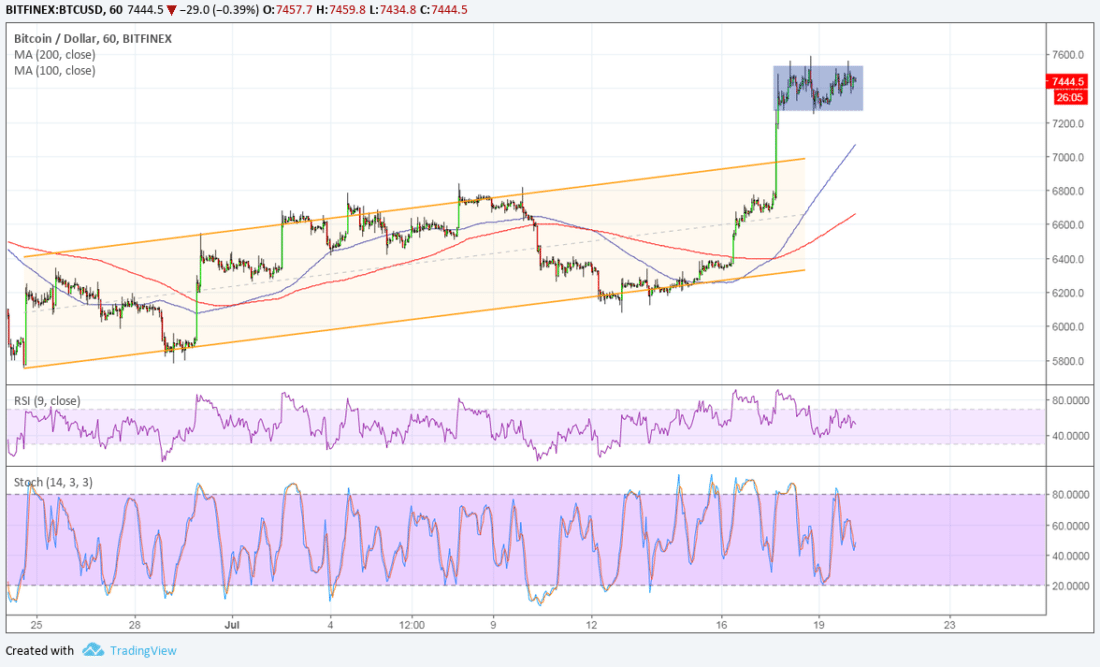 BITFINEX:BTCUSD, 60 7444.5 ▼ −29.0 (−0.39%) O:7457.7 H:7459.8 L:7434.8 C:7444.5
Bitcoin / Dollar, 60, BITFINEX
MA (200, close)
MA (100, close)
7600.0
7444.5
26:05
7200.0
7000.0
6800.0
6600.0
6400.0
6200.0
6000.0
5800.0
RSI (9, close)
80.0000
40.0000
Stoch (14, 3, 3)
80.0000
60.0000
40.0000
20.0000
25 28 Jul 4 12:00 9 12 16 19 23
Created with TradingView